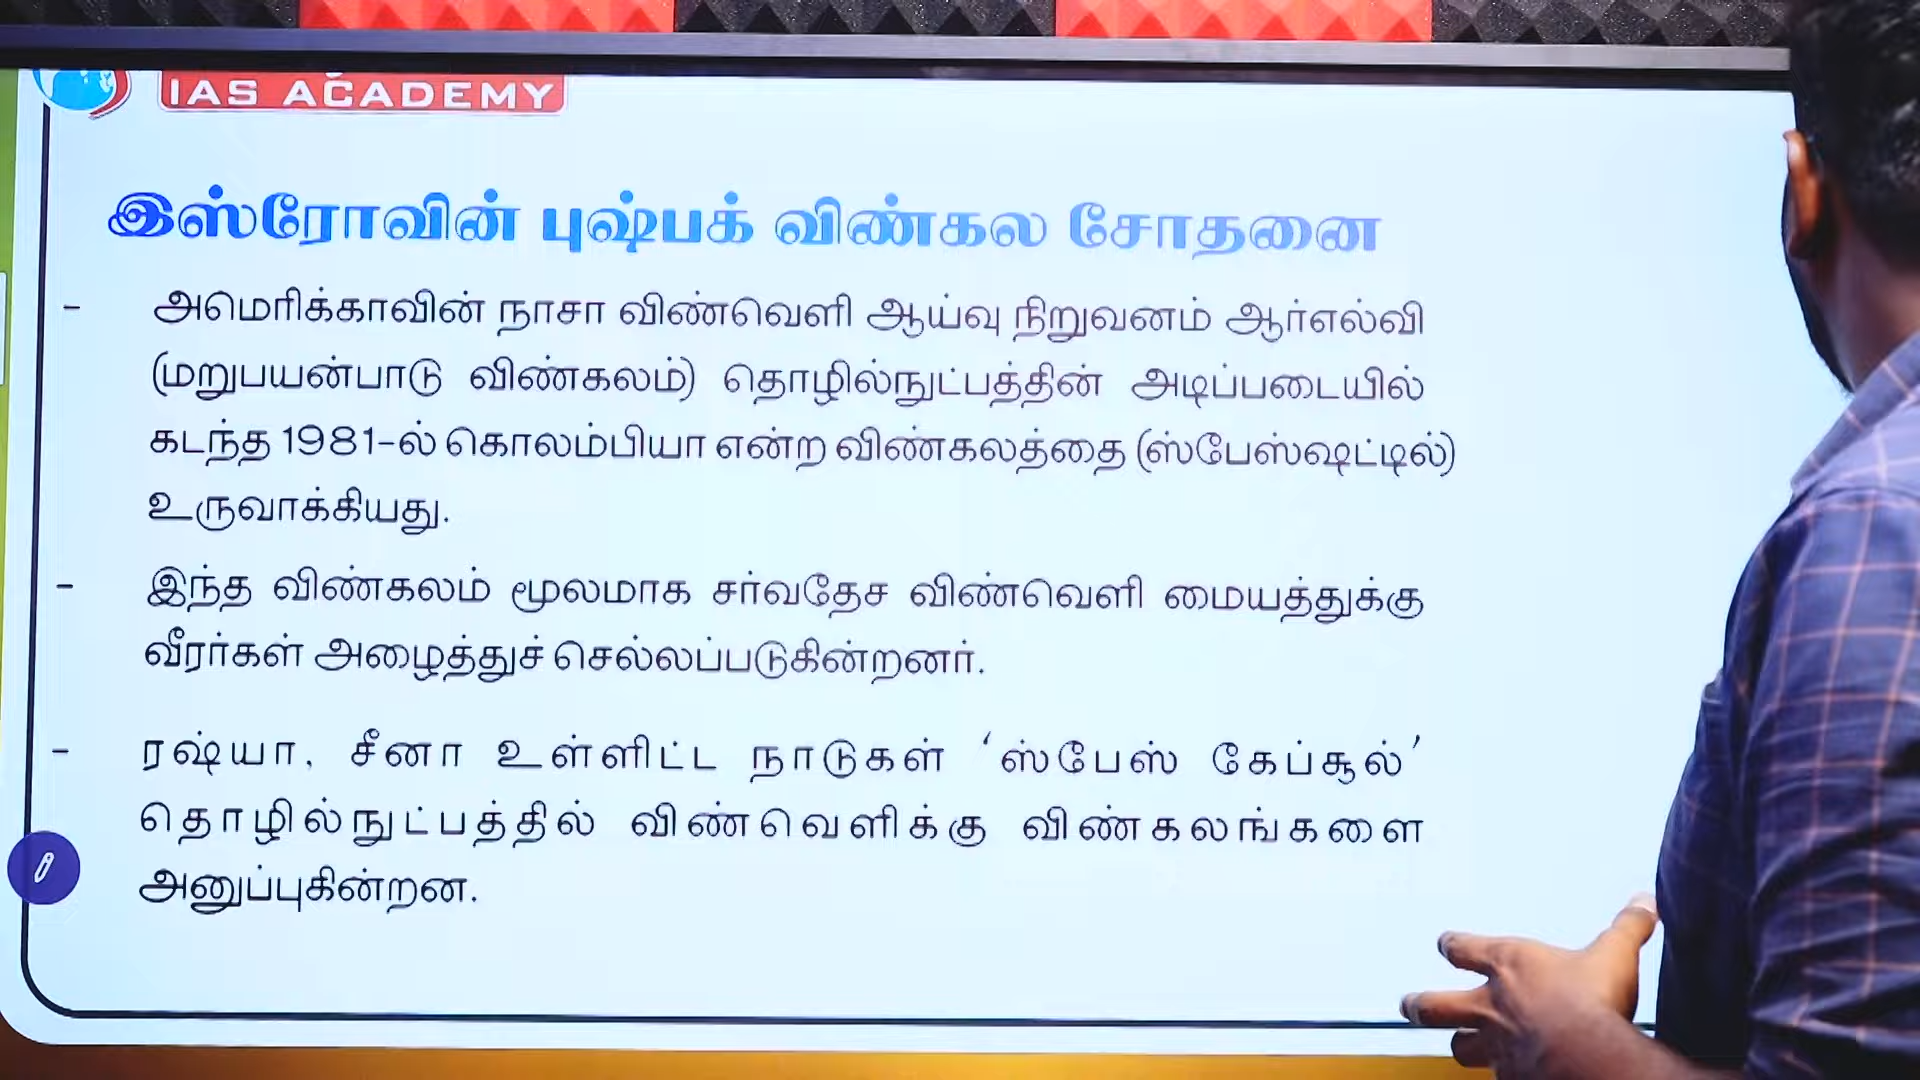 IAS ACADEMY
இஸ்ரோவின் புஷ்பக் விண்கல சோதனை
- அமெரிக்காவின் நாசா விண்வெளி ஆய்வு நிறுவனம் ஆர்எல்வி
(மறுபயன்பாடு விண்கலம்) தொழில்நுட்பத்தின் அடிப்படையில்
கடந்த 1981-ல் கொலம்பியா என்ற விண்கலத்தை (ஸ்பேஸ்ஷட்டில்)
உருவாக்கியது.
- இந்த விண்கலம் மூலமாக சர்வதேச விண்வெளி மையத்துக்கு
வீரர்கள் அழைத்துச் செல்லப்படுகின்றனர்.
- ரஷ்யா, சீனா உள்ளிட்ட நாடுகள் ‘ஸ்பேஸ் கேப்சூல்’
தொழில்நுட்பத்தில் விண்வெளிக்கு விண்கலங்களை
அனுப்புகின்றன.